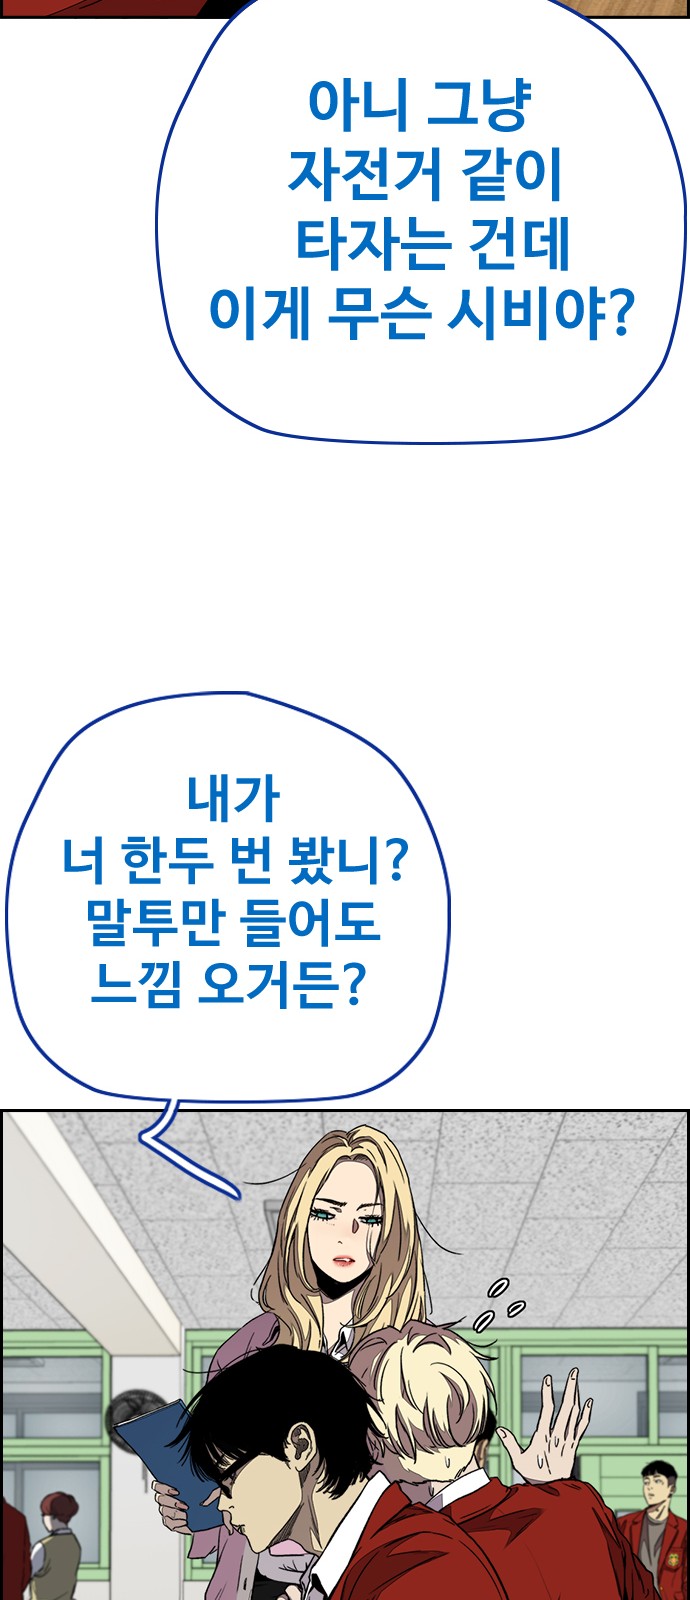 아니 그냥
자전거 같이
타자는 건데
이게 무슨 시비야?
내가
너 한두 번 봤니?
말투만 들어도
느낌 오거든?